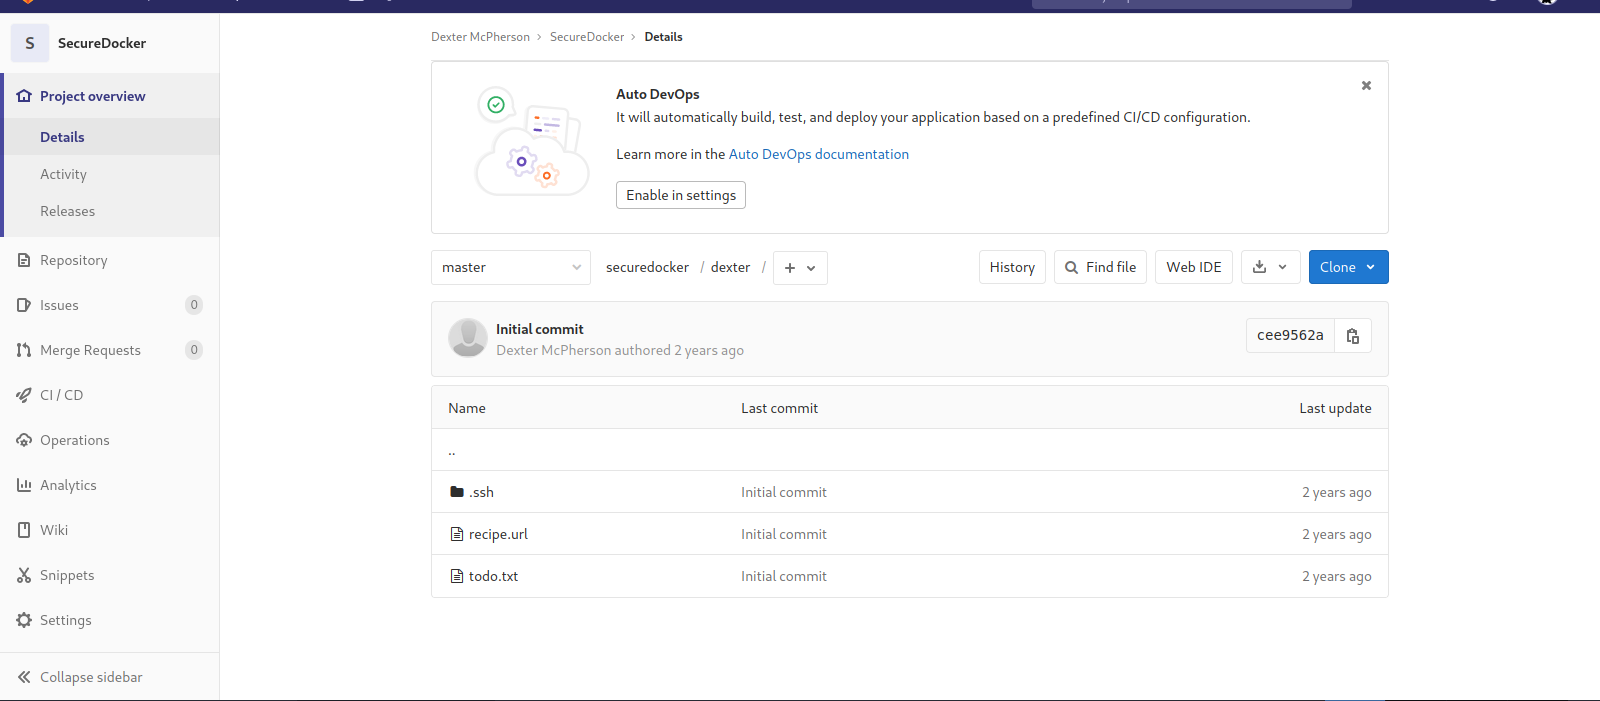 S SecureDocker
Project overview
Details
Activity
Releases
Repository
Issues 0
Merge Requests 0
CI / CD
Operations
Analytics
Wiki
Snippets
Settings
Collapse sidebar
Dexter McPherson › SecureDocker › Details
Auto DevOps
It will automatically build, test, and deploy your application based on a predefined CI/CD configuration.
Learn more in the Auto DevOps documentation
Enable in settings
master securedocker / dexter / + History Find file Web IDE Clone
Initial commit
Dexter McPherson authored 2 years ago
cee9562a
Name Last commit Last update
..
.ssh Initial commit 2 years ago
recipe.url Initial commit 2 years ago
todo.txt Initial commit 2 years ago